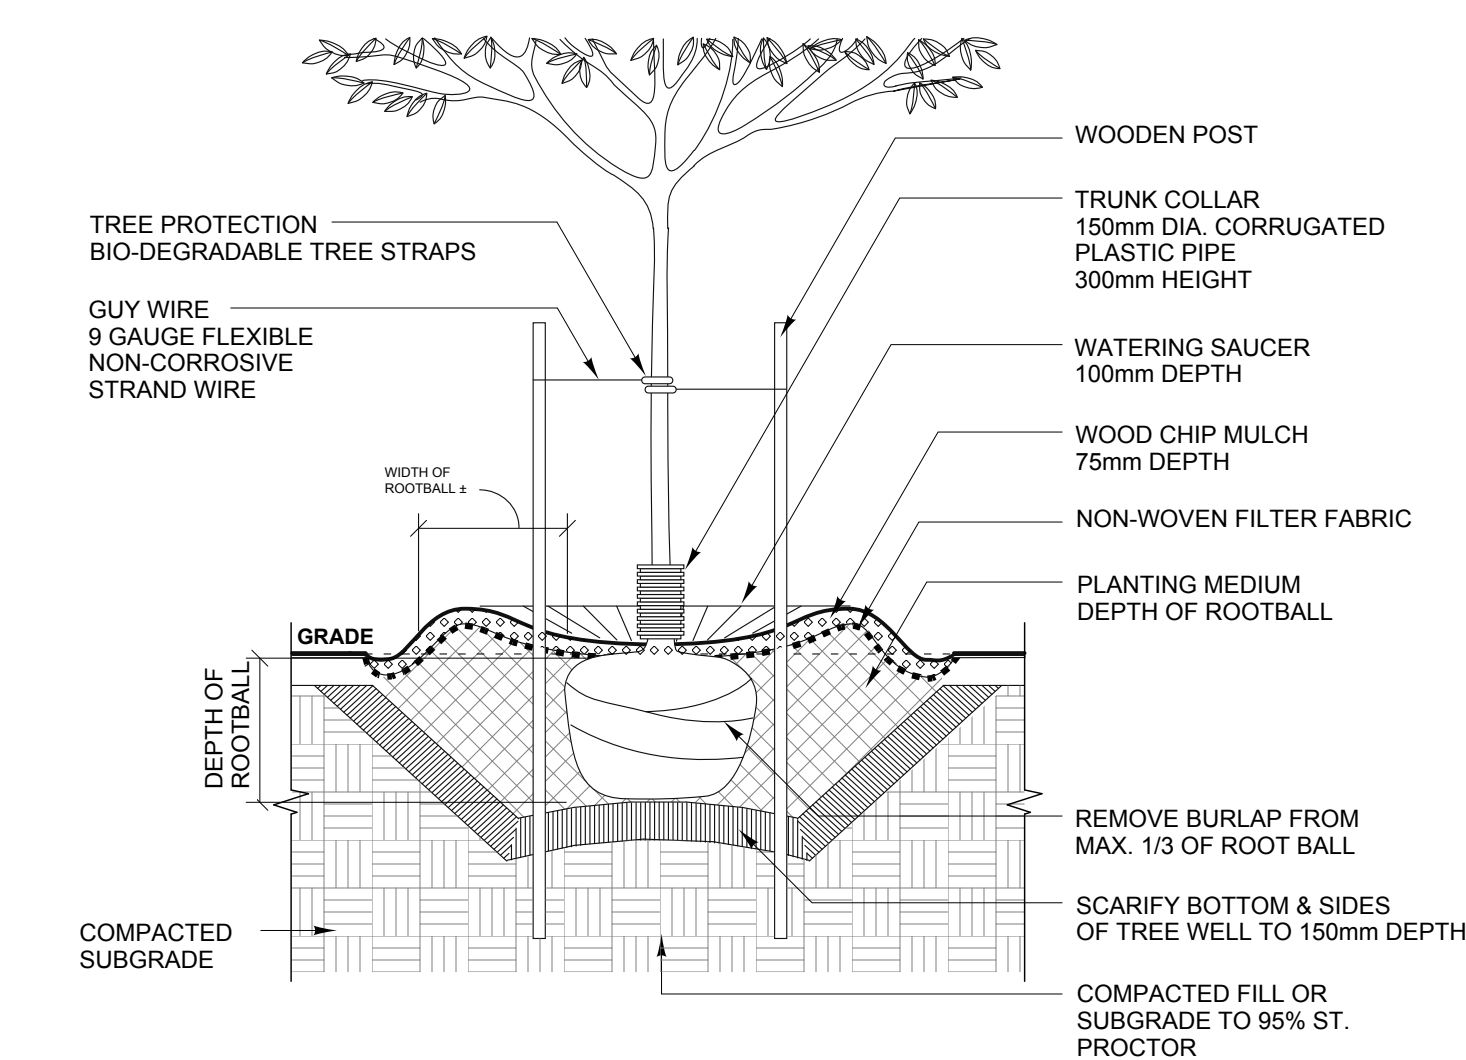 TREE PROTECTION
BIO-DEGRADABLE TREE STRAPS
GUY WIRE
9 GAUGE FLEXIBLE
NON-CORROSIVE
STRAND WIRE
WIDTH OF
ROOTBALL ±
GRADE
DEPTH OF
ROOTBALL
COMPACTED
SUBGRADE
WOODEN POST
TRUNK COLLAR
150mm DIA. CORRUGATED
PLASTIC PIPE
300mm HEIGHT
WATERING SAUCER
100mm DEPTH
WOOD CHIP MULCH
75mm DEPTH
NON-WOVEN FILTER FABRIC
PLANTING MEDIUM
DEPTH OF ROOTBALL
REMOVE BURLAP FROM
MAX. 1/3 OF ROOT BALL
SCARIFY BOTTOM & SIDES
OF TREE WELL TO 150mm DEPTH
COMPACTED FILL OR
SUBGRADE TO 95% ST.
PROCTOR